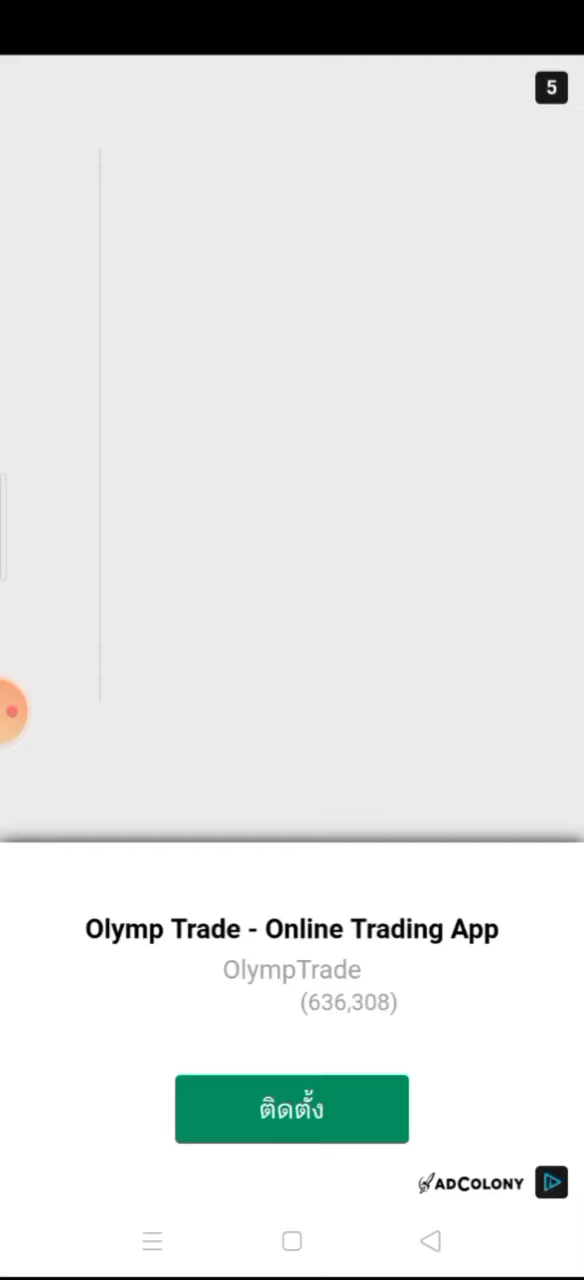 5
Olymp Trade - Online Trading App
OlympTrade
(636,308)
ติดตั้ง
ADCOLONY